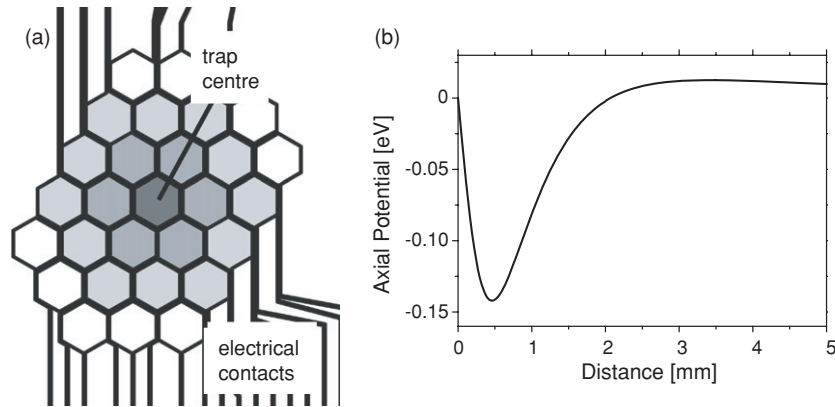 (a)
trap
centre
electrical
contacts
(b)
Axial Potential [eV]
0
-0.05
-0.10
-0.15
0 1 2 3 4 5
Distance [mm]